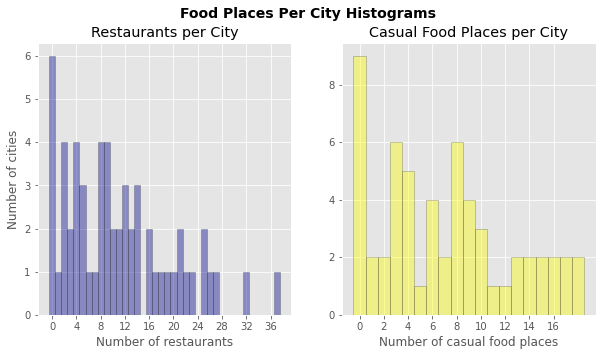 Food Places Per City Histograms
Restaurants per City
Number of cities
6
5
4
3
2
1
0
0 4 8 12 16 20 24 28 32 36
Number of restaurants
Casual Food Places per City
8
6
4
2
0
0 2 4 6 8 10 12 14 16
Number of casual food places